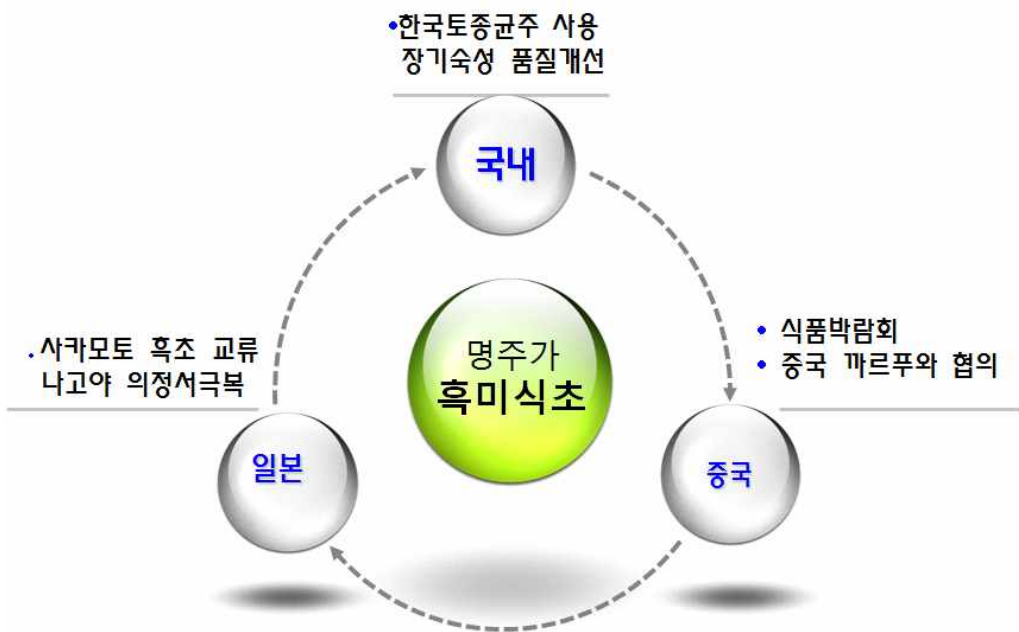 •한국토종균주 사용
장기숙성 품질개선
국내
• 식품박람회
• 중국 까르푸와 협의
. 사카모토 흑초 교류
나고야 의정서극복
명주가
흑미식초
일본
중국